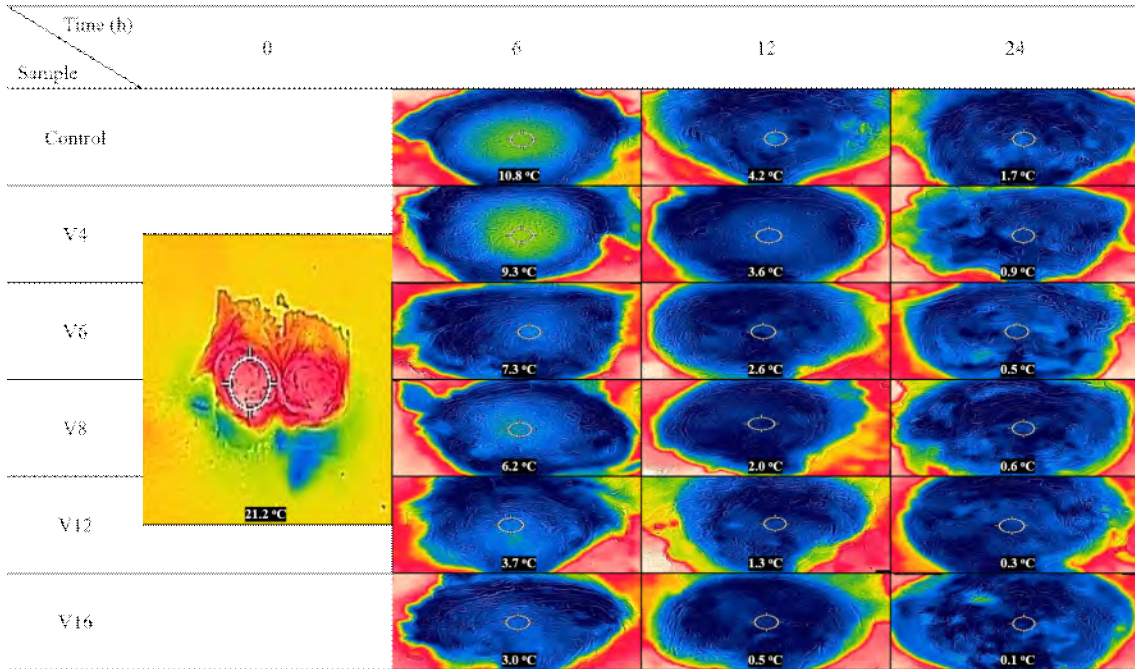 Time (h)
Sample
0
6
12
24
Control
10.8 °C
4.2 °C
1.7 °C
V4
9.3 °C
3.6 °C
0.9 °C
V6
7.3 °C
2.6 °C
0.5 °C
V8
6.2 °C
2.0 °C
0.6 °C
21.2 °C
V12
3.7 °C
1.3 °C
0.3 °C
V16
3.0 °C
0.5 °C
0.1 °C